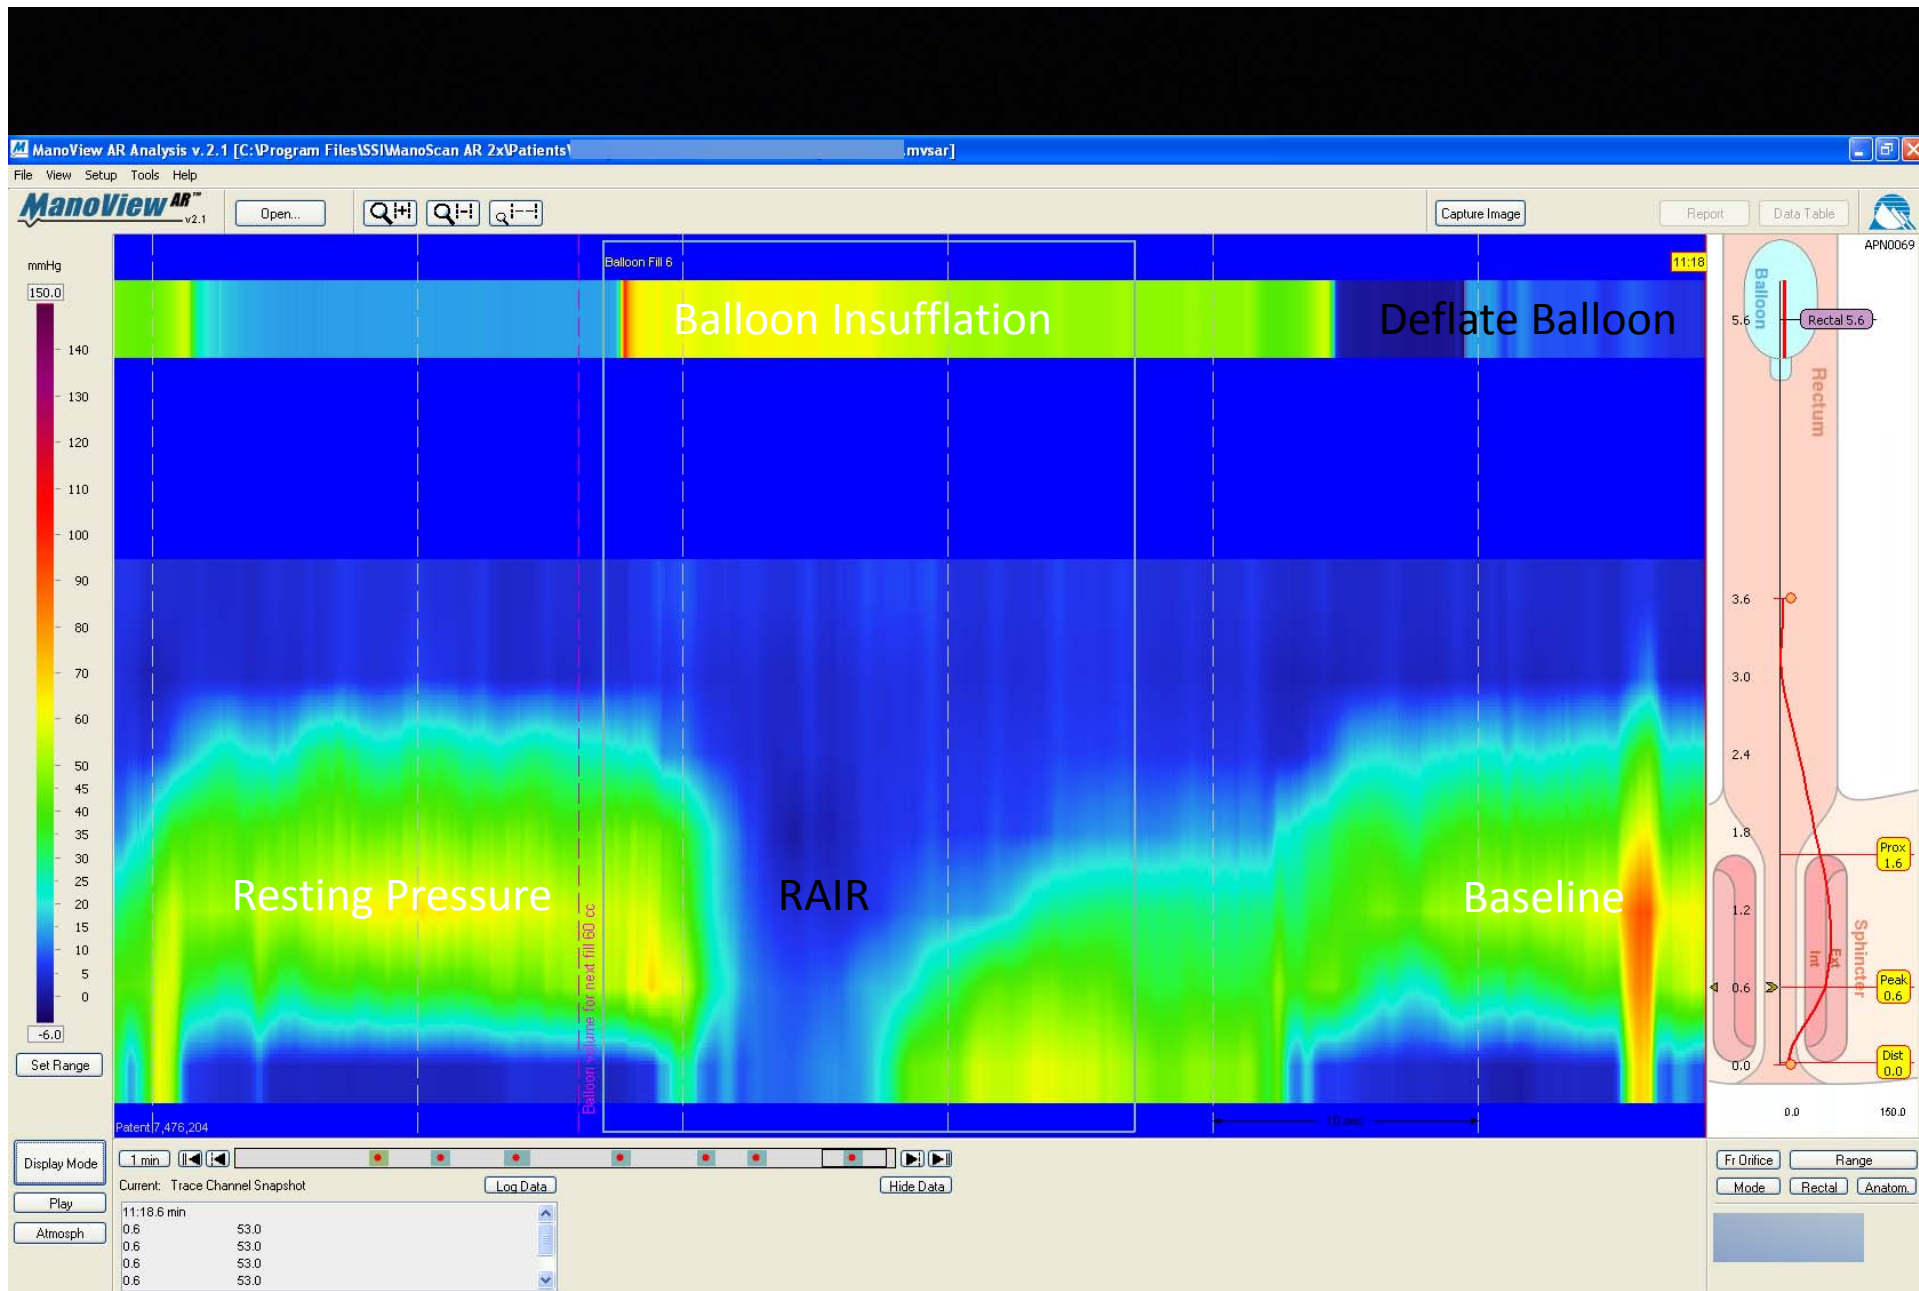 ManoView AR Analysis v.2.1 [C:\Program Files\SSI\ManoScan AR 2x\Patients\ .mvsar]
File View Setup Tools Help
ManoView AR™ v2.1
Open...
Capture Image
Report
Data Table
APN0069
mmHg
150.0
140
130
120
110
100
90
80
70
60
50
45
40
35
30
25
20
15
10
5
0
-6.0
Set Range
Balloon Fill 6
11:18
Balloon Insufflation
Deflate Balloon
Resting Pressure
RAIR
Baseline
Balloon volume for next fill 60 cc
10 sec
Patent 7,476,204
Balloon
5.6
Rectal 5.6
Rectum
3.6
3.0
2.4
1.8
Prox
1.6
1.2
Sphincter
Int
Ext
0.6
Peak
0.6
0.0
Dist
0.0
0.0 150.0
Display Mode
Play
Atmosph
1 min
Current: Trace Channel Snapshot
Log Data
Hide Data
11:18.6 min
0.6 53.0
0.6 53.0
0.6 53.0
0.6 53.0
Fr Orifice
Range
Mode
Rectal
Anatom.